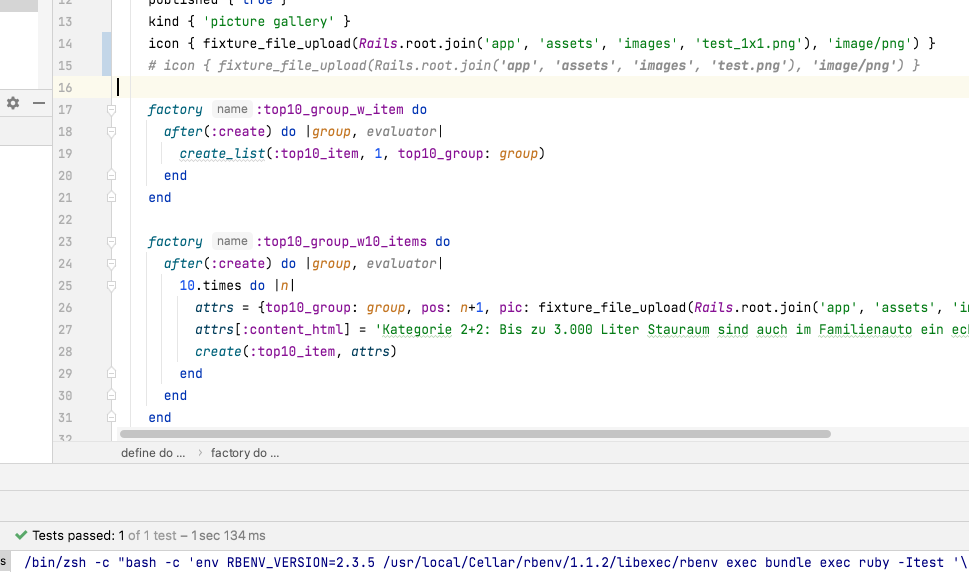 12 published { true }
13 kind { 'picture gallery' }
14 icon { fixture_file_upload(Rails.root.join('app', 'assets', 'images', 'test_1x1.png'), 'image/png') }
15 # icon { fixture_file_upload(Rails.root.join('app', 'assets', 'images', 'test.png'), 'image/png') }
16
17 factory name :top10_group_w_item do
18 after(:create) do |group, evaluator|
19 create_list(:top10_item, 1, top10_group: group)
20 end
21 end
22
23 factory name :top10_group_w10_items do
24 after(:create) do |group, evaluator|
25 10.times do |n|
26 attrs = {top10_group: group, pos: n+1, pic: fixture_file_upload(Rails.root.join('app', 'assets', 'i
27 attrs[:content_html] = 'Kategorie 2+2: Bis zu 3.000 Liter Stauraum sind auch im Familienauto ein
28 create(:top10_item, attrs)
29 end
30 end
31 end
32
define do ... › factory do ...
Tests passed: 1 of 1 test – 1 sec 134 ms
s /bin/zsh -c "bash -c 'env RBENV_VERSION=2.3.5 /usr/local/Cellar/rbenv/1.1.2/libexec/rbenv exec bundle exec ruby -Itest '\